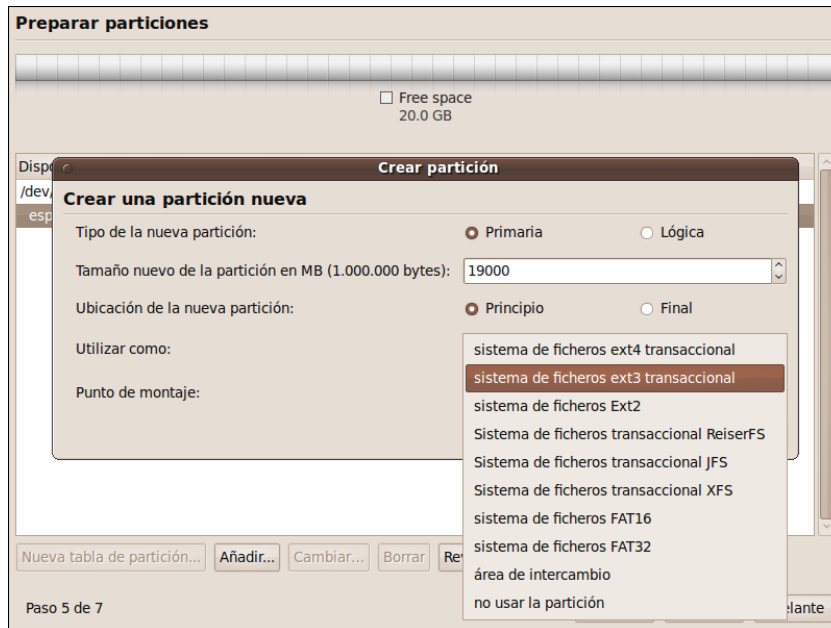 Preparar particiones
Free space
20.0 GB
Crear partición
/dev/
Crear una partición nueva
Tipo de la nueva partición: Primaria Lógica
Tamaño nuevo de la partición en MB (1.000.000 bytes): 19000
Ubicación de la nueva partición: Principio Final
Utilizar como:
sistema de ficheros ext4 transaccional
sistema de ficheros ext3 transaccional
Punto de montaje:
sistema de ficheros Ext2
Sistema de ficheros transaccional ReiserFS
Sistema de ficheros transaccional JFS
Sistema de ficheros transaccional XFS
sistema de ficheros FAT16
sistema de ficheros FAT32
área de intercambio
no usar la partición
Nueva tabla de partición... Añadir... Cambiar... Borrar
Paso 5 de 7